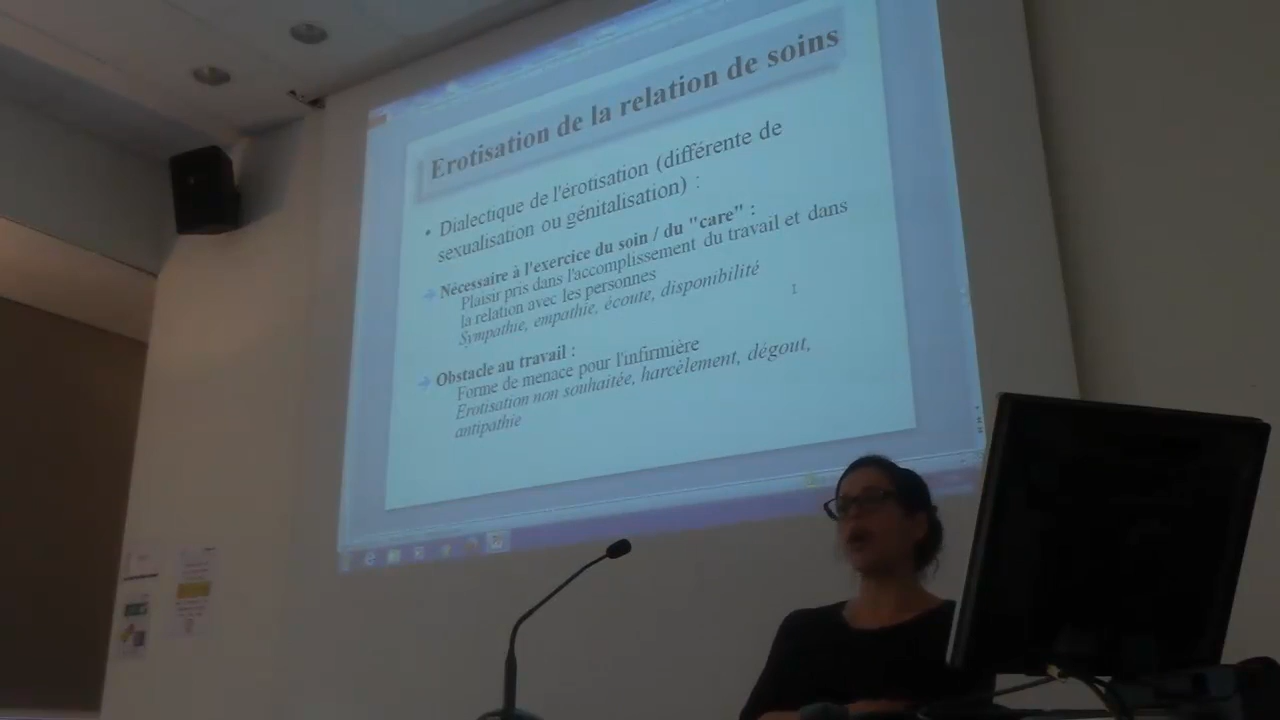 Erotisation de la relation de soins
• Dialectique de l'érotisation (différente de
sexualisation ou génitalisation) :
Nécessaire à l'exercice du soin / du "care" :
Plaisir pris dans l'accomplissement du travail et dans
la relation avec les personnes
Sympathie, empathie, écoute, disponibilité
Obstacle au travail :
Forme de menace pour l'infirmière
Erotisation non souhaitée, harcèlement, dégout,
antipathie